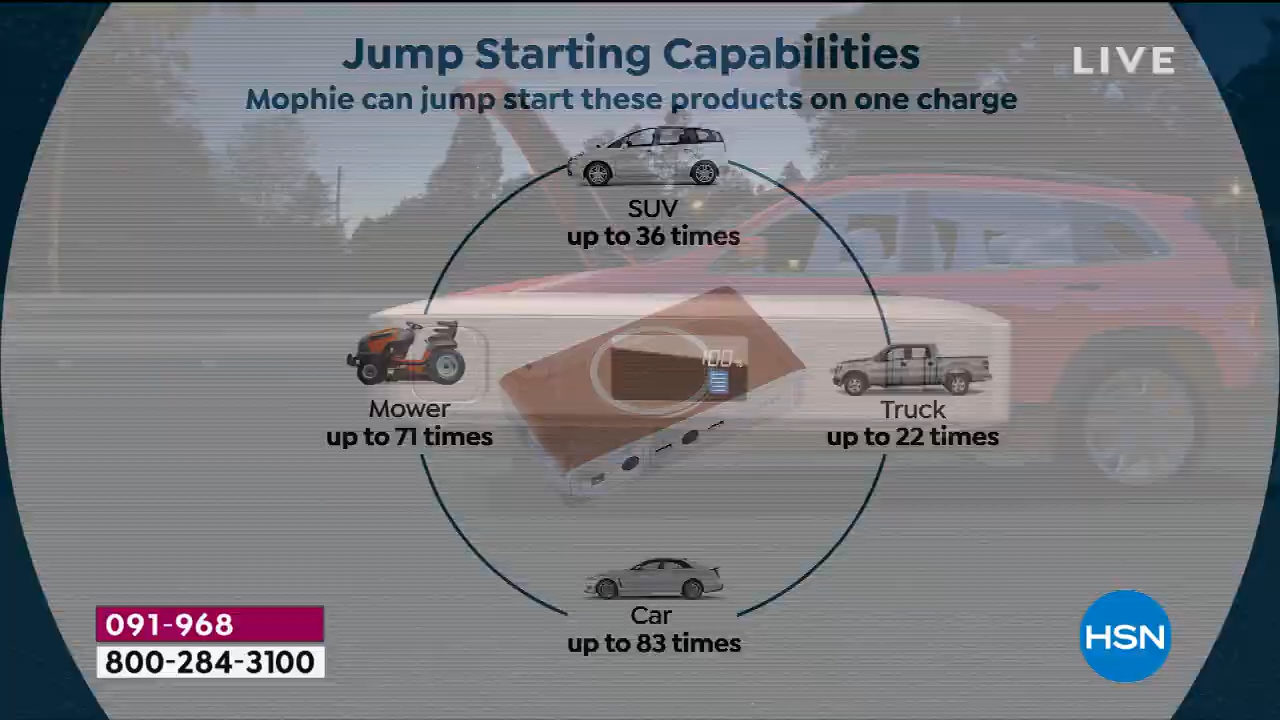 Jump Starting Capabilities
LIVE
Mophie can jump start these products on one charge
SUV
up to 36 times
100%
Mower
up to 71 times
Truck
up to 22 times
Car
up to 83 times
091-968
800-284-3100
HSN